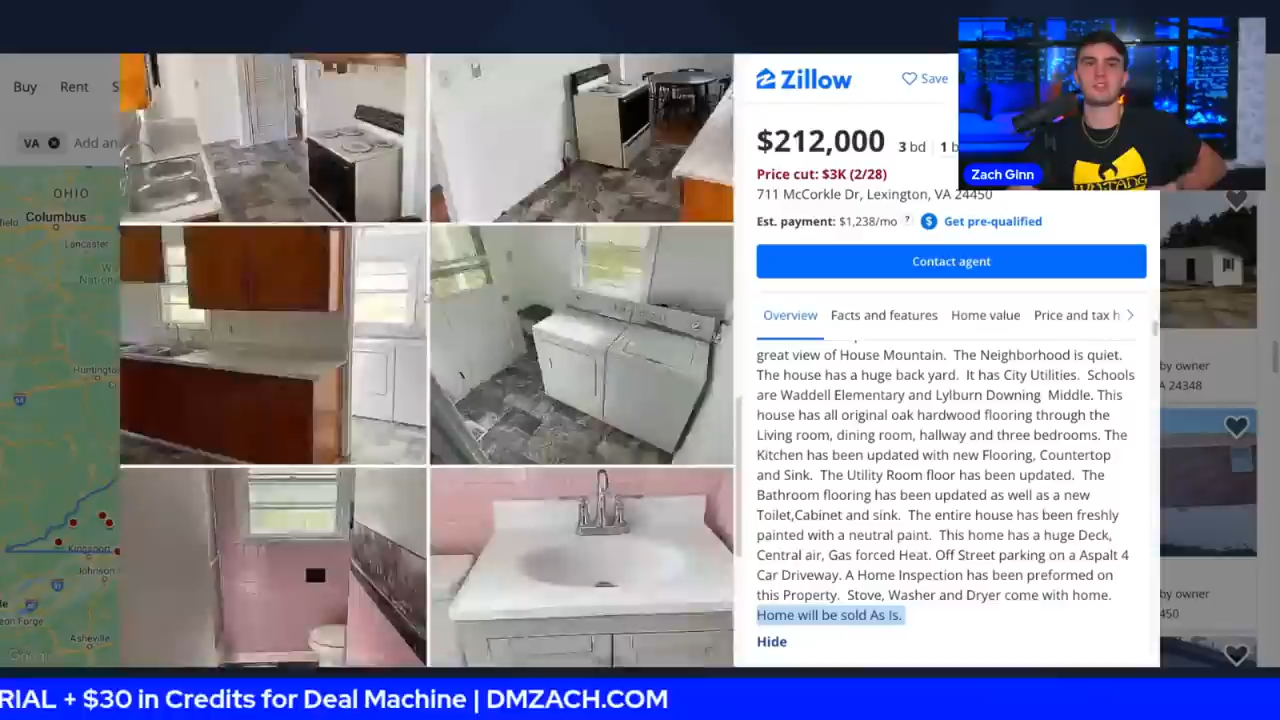 Buy Rent S
VA Add an
OHIO
Columbus
Lancaster
Nation
Huntingt
Kingsport
Johnson
eon Forge
Asheville
Google
Zillow
Save
$212,000 3 bd 1 b
Price cut: $3K (2/28)
711 McCorkle Dr, Lexington, VA 24450
Est. payment: $1,238/mo ? $ Get pre-qualified
Contact agent
Overview Facts and features Home value Price and tax h
great view of House Mountain. The Neighborhood is quiet.
The house has a huge back yard. It has City Utilities. Schools
are Waddell Elementary and Lylburn Downing Middle. This
house has all original oak hardwood flooring through the
Living room, dining room, hallway and three bedrooms. The
Kitchen has been updated with new Flooring, Countertop
and Sink. The Utility Room floor has been updated. The
Bathroom flooring has been updated as well as a new
Toilet,Cabinet and sink. The entire house has been freshly
painted with a neutral paint. This home has a huge Deck,
Central air, Gas forced Heat. Off Street parking on a Aspalt 4
Car Driveway. A Home Inspection has been preformed on
this Property. Stove, Washer and Dryer come with home.
Home will be sold As Is.
Hide
Zach Ginn
WU-TANG
by owner
A 24348
by owner
450
RIAL + $30 in Credits for Deal Machine | DMZACH.COM